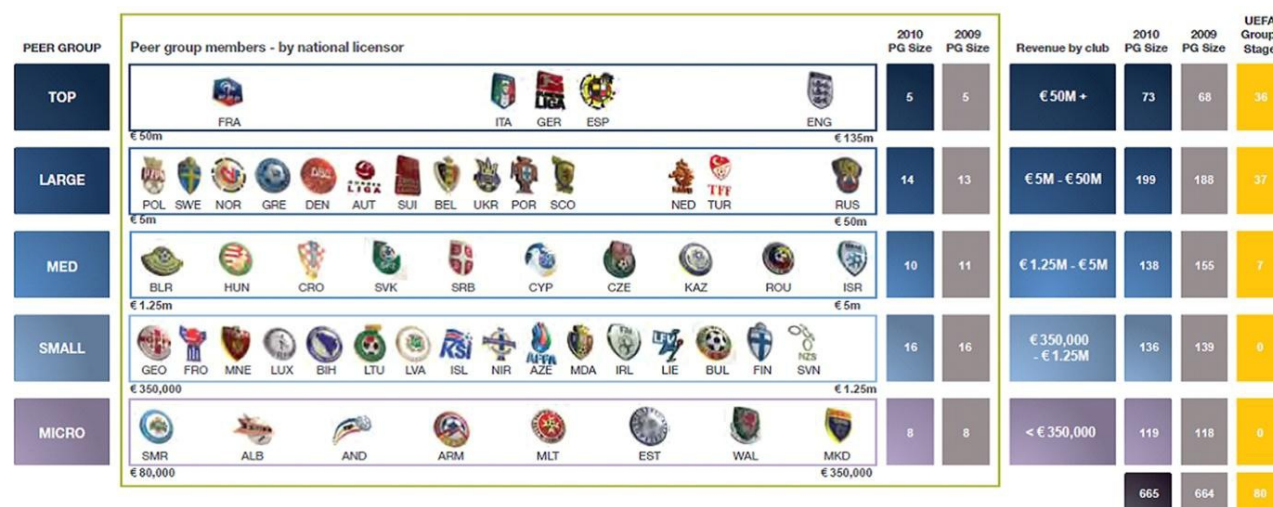 PEER GROUP
Peer group members - by national licensor
2010
PG Size
2009
PG Size
Revenue by club
2010
PG Size
2009
PG Size
UEFA
Group
Stage
TOP
FRA ITA GER ESP ENG
€ 50m € 135m
5 5
€ 50M +
73 68 36
LARGE
LIGA
TFF
POL SWE NOR GRE DEN AUT SUI BEL UKR POR SCO NED TUR RUS
€ 5m € 50m
14 13
€ 5M - € 50M
199 188 37
MED
BLR HUN CRO SVK SRB CYP CZE KAZ ROU ISR
€ 1.25m € 5m
10 11
€ 1.25M - € 5M
138 155 7
SMALL
KSI
AFFA
LFV
NZS
GEO FRO MNE LUX BIH LTU LVA ISL NIR AZE MDA IRL LIE BUL FIN SVN
€ 350,000 € 1.25m
16 16
€ 350,000
- € 1.25M
136 139 0
MICRO
SMR ALB AND ARM MLT EST WAL MKD
€ 80,000 € 350,000
8 8
< € 350,000
119 118 0
665 664 80